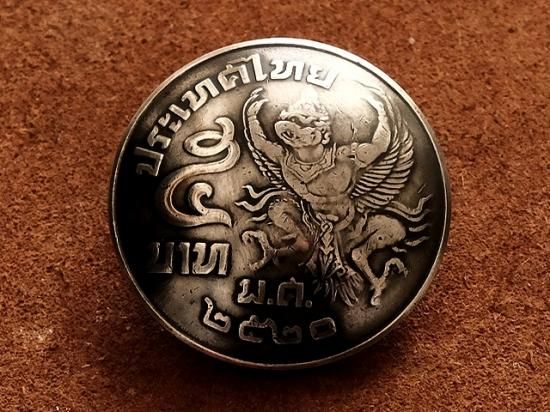 ประเทศไทย
๕
บาท
พ.ศ.
๒๕๒๐